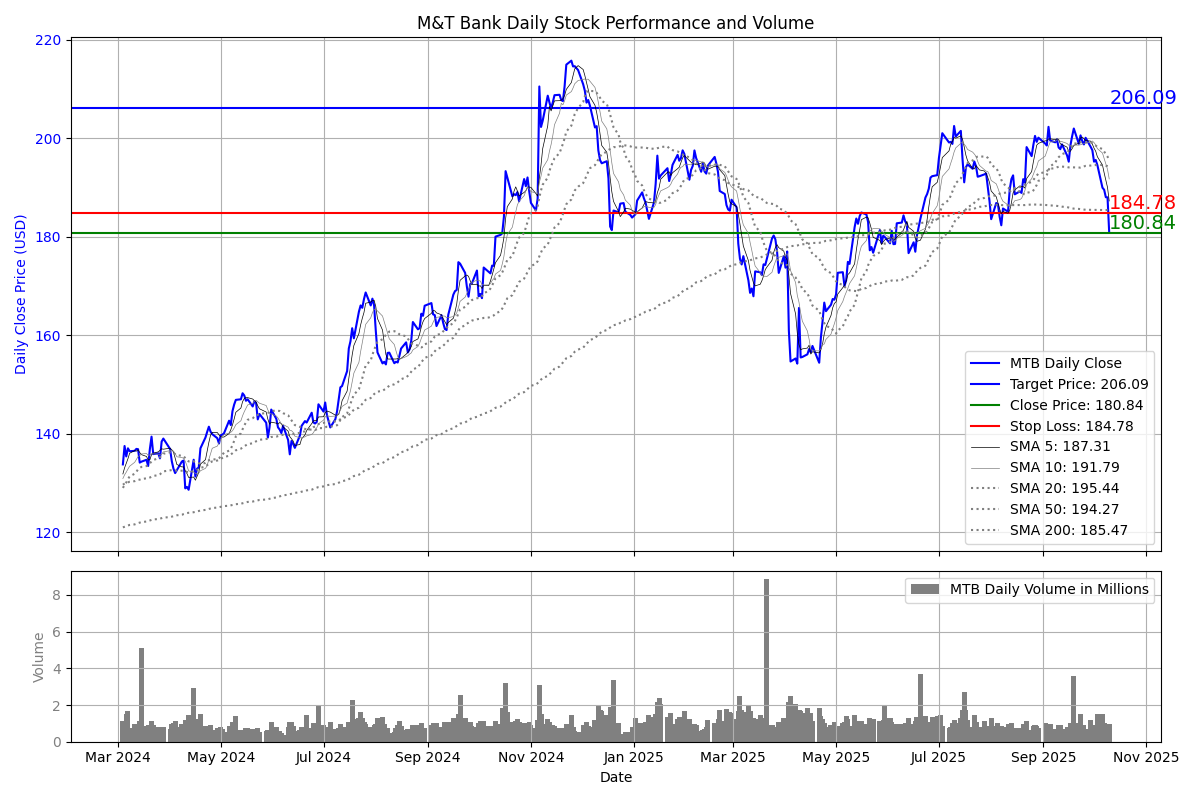 M&T Bank Daily Stock Performance and Volume
Daily Close Price (USD)
220
200
180
160
140
120
206.09
184.78
180.84
MTB Daily Close
Target Price: 206.09
Close Price: 180.84
Stop Loss: 184.78
SMA 5: 187.31
SMA 10: 191.79
SMA 20: 195.44
SMA 50: 194.27
SMA 200: 185.47
Volume
8
6
4
2
0
MTB Daily Volume in Millions
Mar 2024 May 2024 Jul 2024 Sep 2024 Nov 2024 Jan 2025 Mar 2025 May 2025 Jul 2025 Sep 2025 Nov 2025
Date